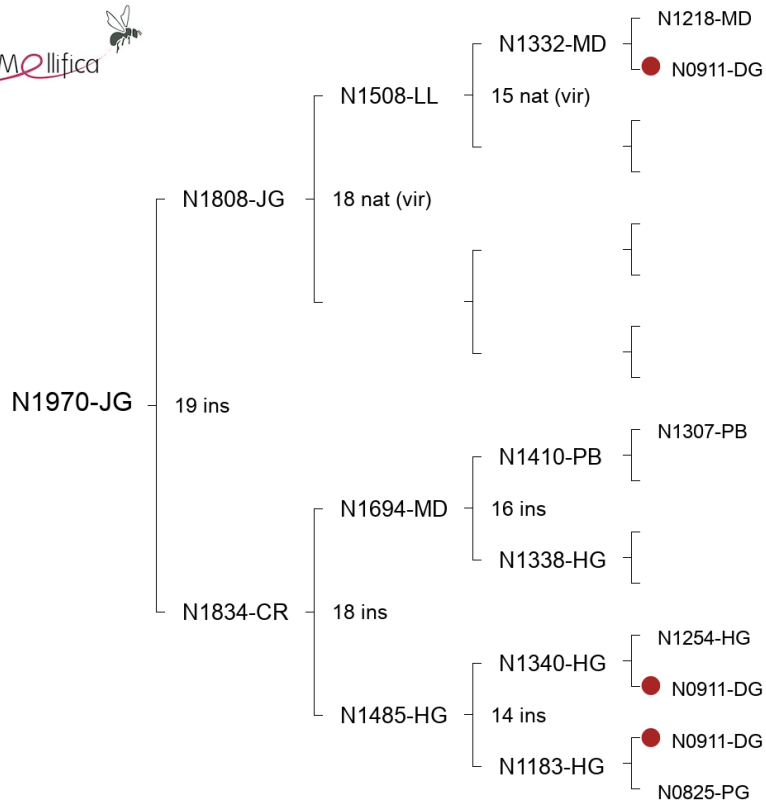 Mellifica
N1218-MD
N1332-MD
N0911-DG
N1508-LL
15 nat (vir)
N1808-JG
18 nat (vir)
N1970-JG
19 ins
N1307-PB
N1410-PB
N1694-MD
16 ins
N1338-HG
N1834-CR
18 ins
N1254-HG
N1340-HG
N0911-DG
N1485-HG
14 ins
N0911-DG
N1183-HG
N0825-PG